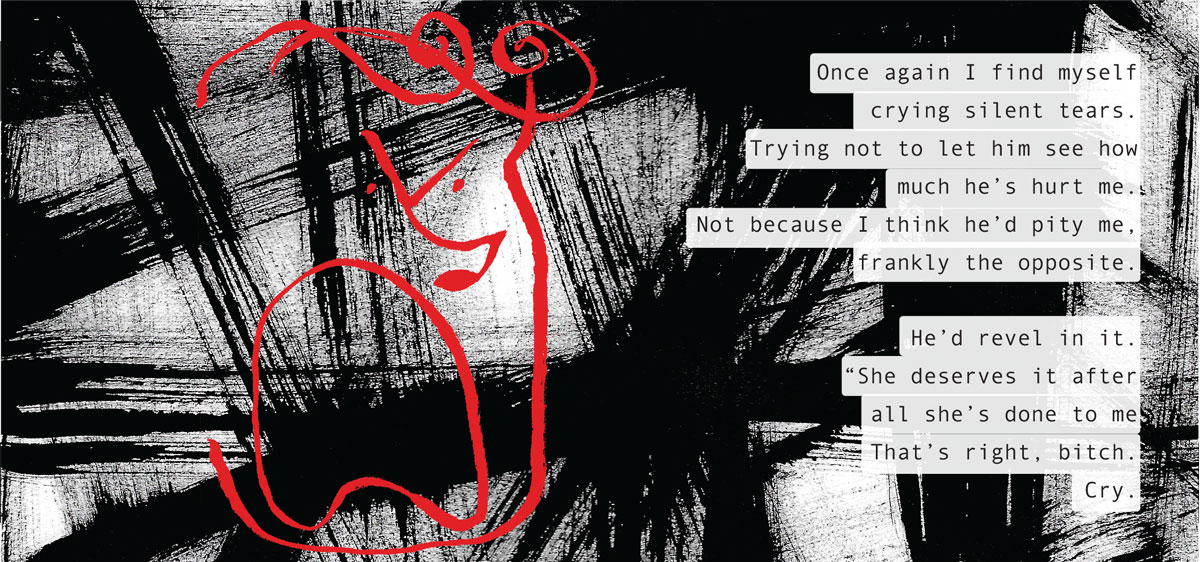 Once again I find myself
crying silent tears.
Trying not to let him see how
much he’s hurt me.
Not because I think he’d pity me,
frankly the opposite.
He’d revel in it.
“She deserves it after
all she’s done to me
That’s right, bitch.
Cry.